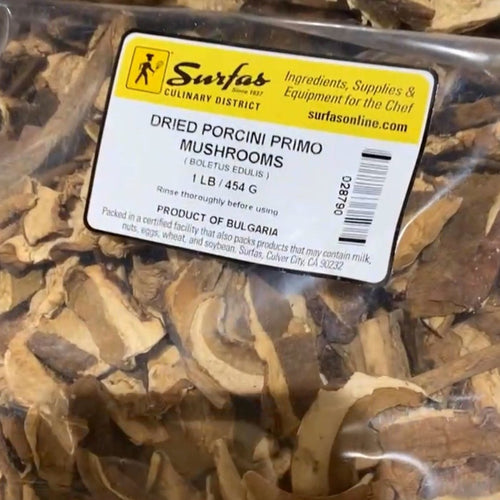 Surfas
Since 1937
CULINARY DISTRICT
Ingredients, Supplies &
Equipment for the Chef
surfasonline.com
DRIED PORCINI PRIMO
MUSHROOMS
( BOLETUS EDULIS )
1 LB / 454 G
Rinse thoroughly before using
PRODUCT OF BULGARIA
Packed in a certified facility that also packs products that may contain milk,
nuts, eggs, wheat, and soybean. Surfas, Culver City, CA 90232
028790